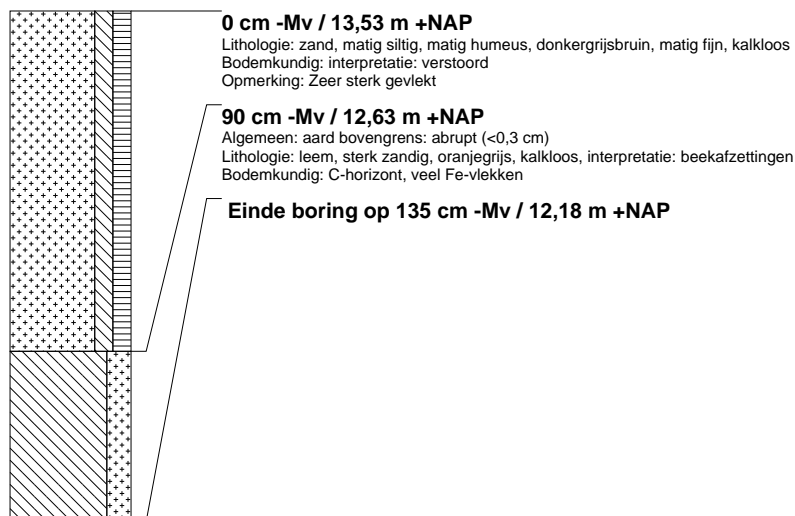 0 cm -Mv / 13,53 m +NAP
Lithologie: zand, matig siltig, matig humeus, donkergrijsbruin, matig fijn, kalkloos
Bodemkundig: interpretatie: verstoord
Opmerking: Zeer sterk gevlekt
90 cm -Mv / 12,63 m +NAP
Algemeen: aard bovengrens: abrupt (<0,3 cm)
Lithologie: leem, sterk zandig, oranjegrijs, kalkloos, interpretatie: beekafzettingen
Bodemkundig: C-horizont, veel Fe-vlekken
Einde boring op 135 cm -Mv / 12,18 m +NAP